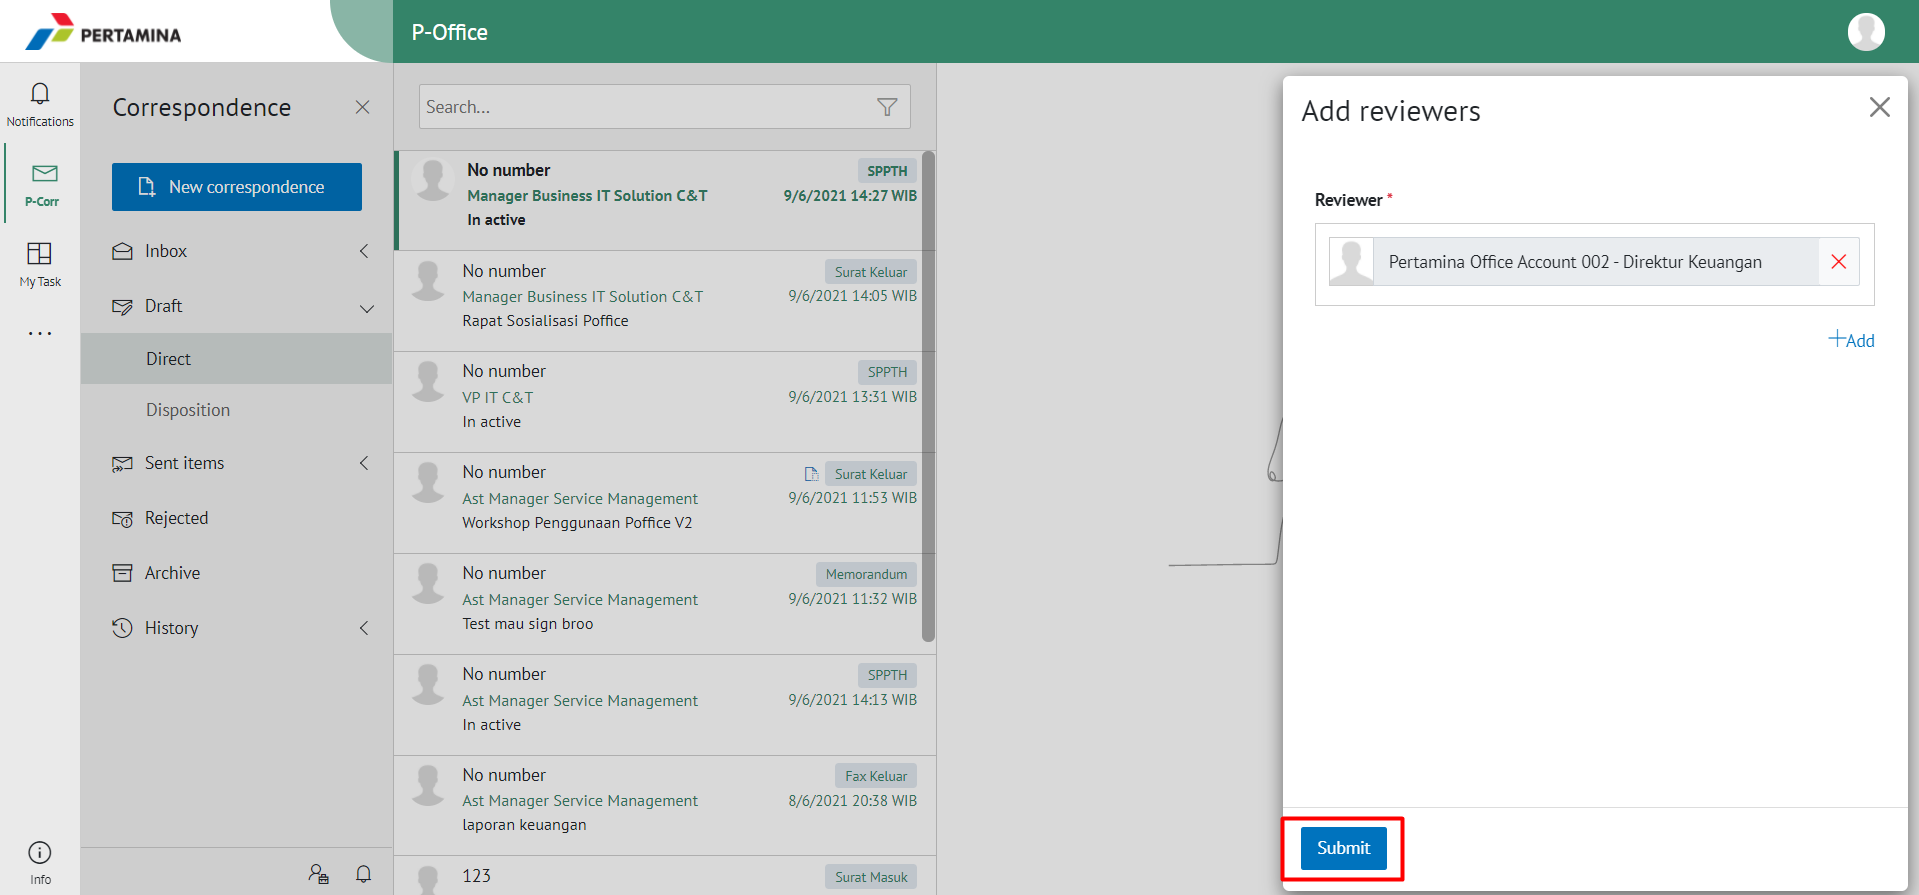 PERTAMINA
P-Office
Notifications
P-Corr
My Task
Info
Correspondence
New correspondence
Inbox
Draft
Direct
Disposition
Sent items
Rejected
Archive
History
Search...
No number SPPTH
Manager Business IT Solution C&T 9/6/2021 14:27 WIB
In active
No number Surat Keluar
Manager Business IT Solution C&T 9/6/2021 14:05 WIB
Rapat Sosialisasi Poffice
No number SPPTH
VP IT C&T 9/6/2021 13:31 WIB
In active
No number Surat Keluar
Ast Manager Service Management 9/6/2021 11:53 WIB
Workshop Penggunaan Poffice V2
No number Memorandum
Ast Manager Service Management 9/6/2021 11:32 WIB
Test mau sign broo
No number SPPTH
Ast Manager Service Management 9/6/2021 14:13 WIB
In active
No number Fax Keluar
Ast Manager Service Management 8/6/2021 20:38 WIB
laporan keuangan
123 Surat Masuk
Add reviewers
Reviewer *
Pertamina Office Account 002 - Direktur Keuangan
+Add
Submit